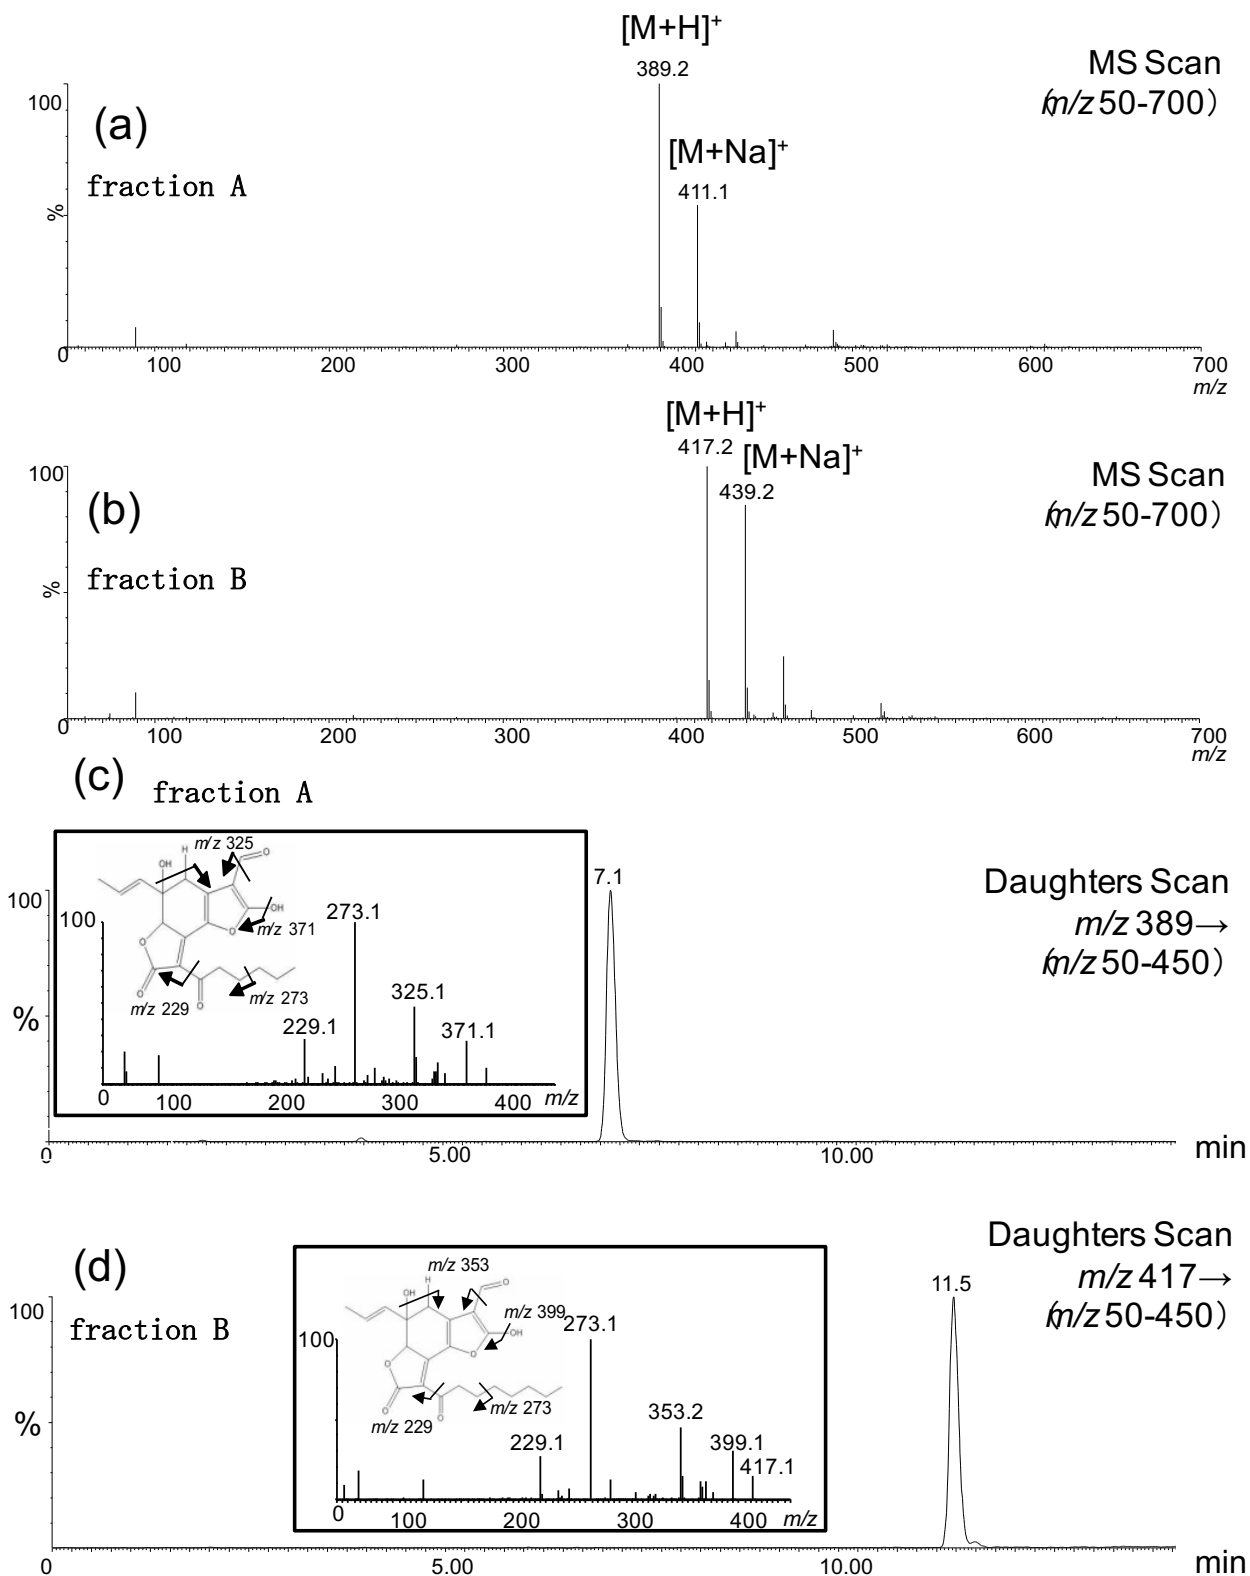 [M+H]+
389.2
MS Scan
(m/z 50-700)
100
(a)
[M+Na]+
fraction A
411.1
%
0
100
200
300
400
500
600
700
m/z
[M+H]+
417.2
[M+Na]+
100
439.2
MS Scan
(m/z 50-700)
(b)
fraction B
%
0
100
200
300
400
500
600
700
m/z
(c)
fraction A
m/z 325
H
O
OH
OH
O
m/z 371
O
O
O
m/z 229
m/z 273
100
273.1
325.1
229.1
371.1
0
100
200
300
400
m/z
7.1
Daughters Scan
m/z 389→
(m/z 50-450)
100
%
0
5.00
10.00
min
(d)
fraction B
m/z 353
H
O
OH
m/z 399
OH
O
O
O
O
m/z 273
m/z 229
100
273.1
353.2
229.1
399.1
417.1
0
100
200
300
400
m/z
11.5
Daughters Scan
m/z 417→
(m/z 50-450)
100
%
0
5.00
10.00
min